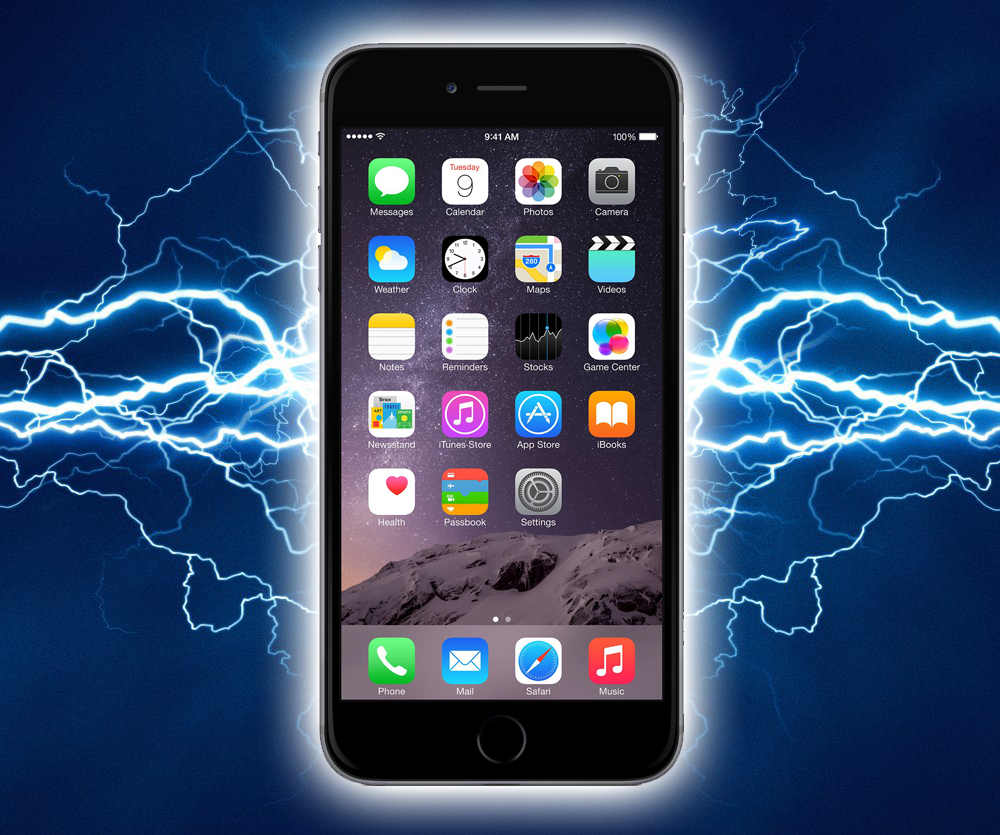 9:41 AM 100%
Tuesday
9
Messages Calendar Photos Camera
280
Weather Clock Maps Videos
Notes Reminders Stocks Game Center
Newsstand iTunes Store App Store iBooks
Health Passbook Settings
Phone Mail Safari Music